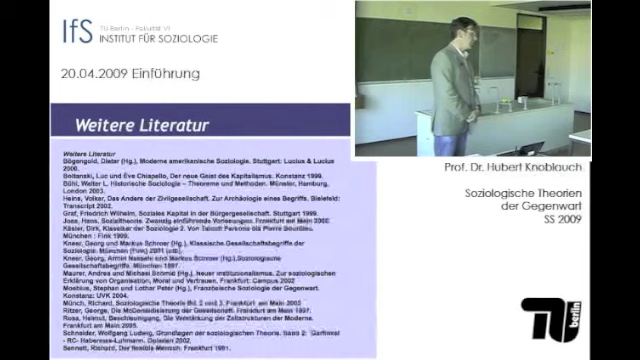 IfS
TU-Berlin - Fakultät VI
INSTITUT FÜR SOZIOLOGIE
20.04.2009 Einführung
Weitere Literatur
Weitere Literatur
Bögenhold, Dieter (Hg.), Moderne amerikanische Soziologie. Stuttgart: Lucius & Lucius
2000.
Boltanski, Luc und Ève Chiapello, Der neue Geist des Kapitalismus. Konstanz 1999.
Bühl, Walter L. Historische Soziologie – Theoreme und Methoden. Münster, Hamburg,
London 2003.
Heins, Volker, Das Andere der Zivilgesellschaft. Zur Archäologie eines Begriffs. Bielefeld:
Transcript 2002.
Graf, Friedrich Wilhelm, Soziales Kapital in der Bürgergesellschaft. Stuttgart 1999.
Joas, Hans, Sozialtheorie. Zwanzig einführende Vorlesungen. Frankfurt am Main
Käsler, Dirk, Klassiker der Soziologie 2. Von Talcott Parsons bis Pierre Bourdieu.
München : Fink
Kneer, Georg und Markus Schroer (Hg.), Klassische Gesellschaftsbegriffe der
Soziologie. München (Fink) 2001
Kneer, Georg, Armin Nassehi und Markus Schroer (Hg.), Soziologische
Gesellschaftsbegriffe. München 1997.
Maurer, Andrea und Michael Schmid (Hg.), Neuer Institutionalismus. Zur soziologischen
Erklärung von Organisation, Moral und Vertrauen. Frankfurt: Campus 2002
Moebius, Stephan und Lothar Peter (Hg.), Französische Soziologie der Gegenwart.
Konstanz: UVK 2004.
Münch, Richard, Soziologische Theorie Bd. 2 und 3. Frankfurt am Main
Ritzer, George, Die McDonaldisierung der Gesellschaft. Frankfurt am Main 1997.
Rosa, Helmut, Beschleunigung. Die Veränderung der Zeitstrukturen der Moderne.
Frankfurt am Main 2005.
Schneider, Wolfgang Ludwig, Grundlagen der soziologischen Theorie. Band 2: Garfinkel
- RC- Habermas-Luhmann. Opladen 2002.
Sennett, Richard, Der flexible Mensch. Frankfurt
Prof. Dr. Hubert Knoblauch
Soziologische Theorien
der Gegenwart
SS 2009
berlin